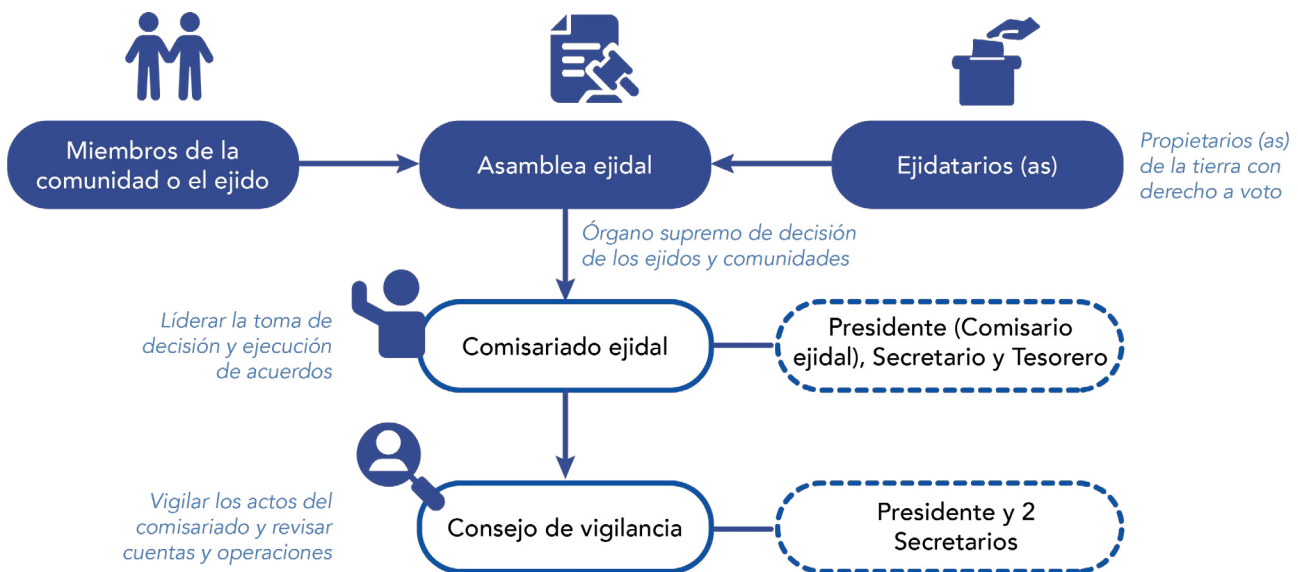 Miembros de la
comunidad o el ejido
Asamblea ejidal
Ejidatarios (as)
Propietarios (as)
de la tierra con
derecho a voto
Órgano supremo de decisión
de los ejidos y comunidades
Líderar la toma de
decisión y ejecución
de acuerdos
Comisariado ejidal
Presidente (Comisario
ejidal), Secretario y Tesorero
Vigilar los actos del
comisariado y revisar
cuentas y operaciones
Consejo de vigilancia
Presidente y 2
Secretarios